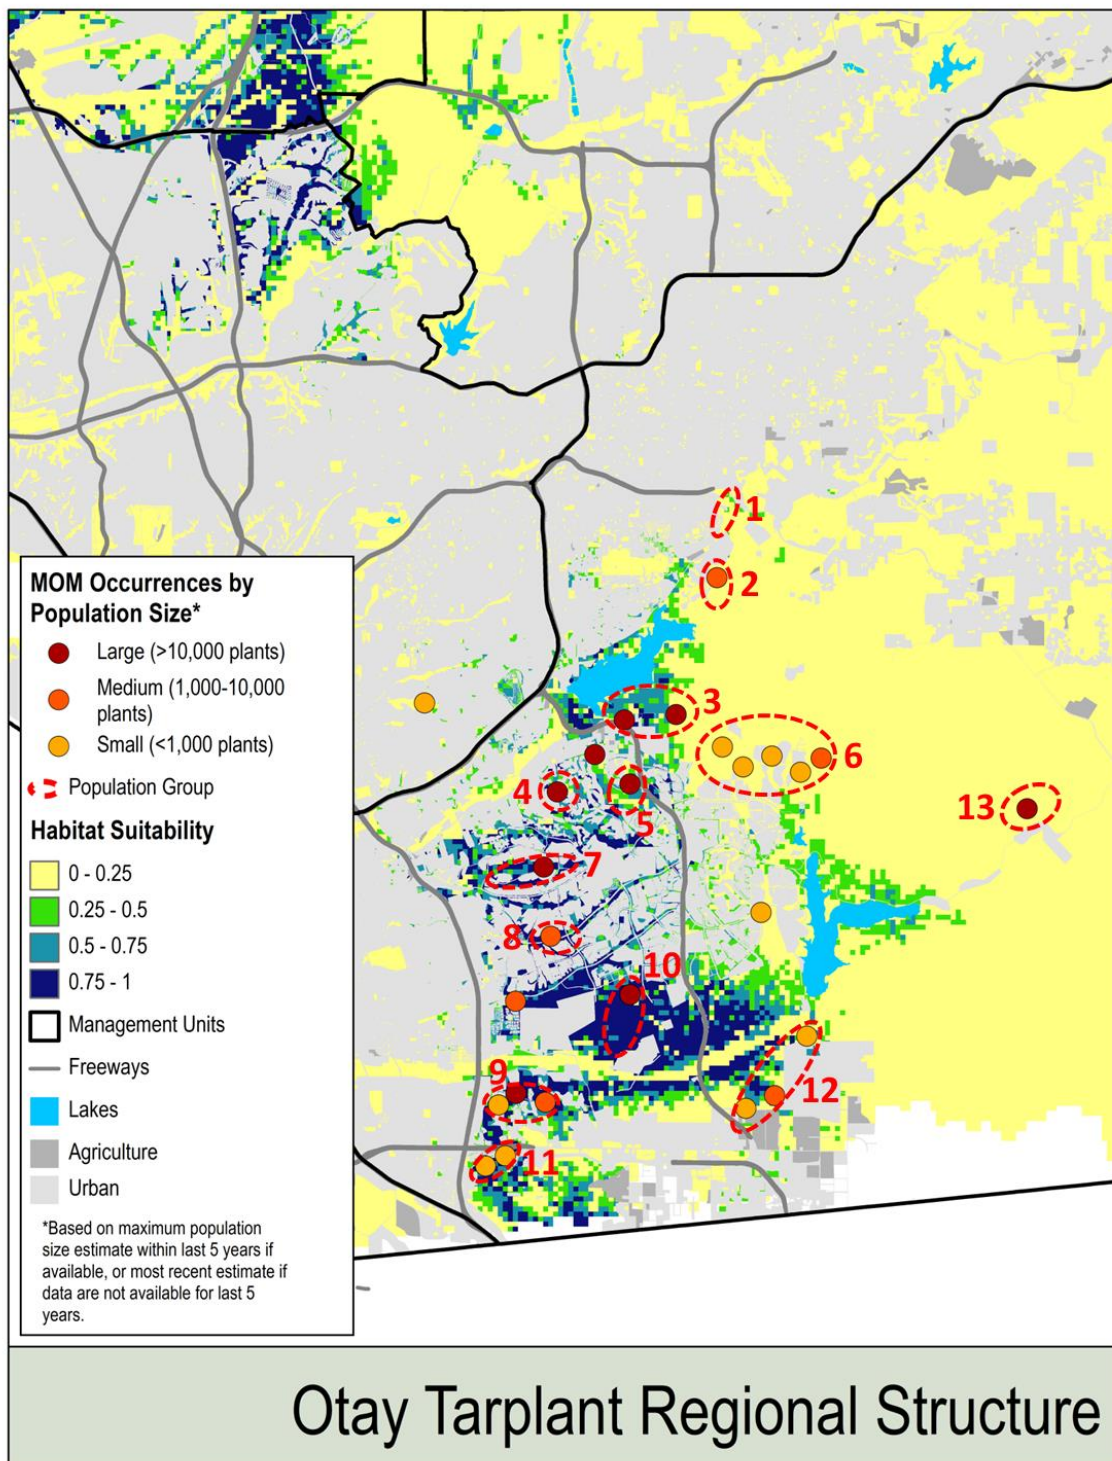 1
2
3
6
13
4
5
7
8
10
9
12
11
MOM Occurrences by
Population Size*
Large (>10,000 plants)
Medium (1,000-10,000
plants)
Small (<1,000 plants)
Population Group
Habitat Suitability
0 - 0.25
0.25 - 0.5
0.5 - 0.75
0.75 - 1
Management Units
Freeways
Lakes
Agriculture
Urban
*Based on maximum population
size estimate within last 5 years if
available, or most recent estimate if
data are not available for last 5
years.
Otay Tarplant Regional Structure